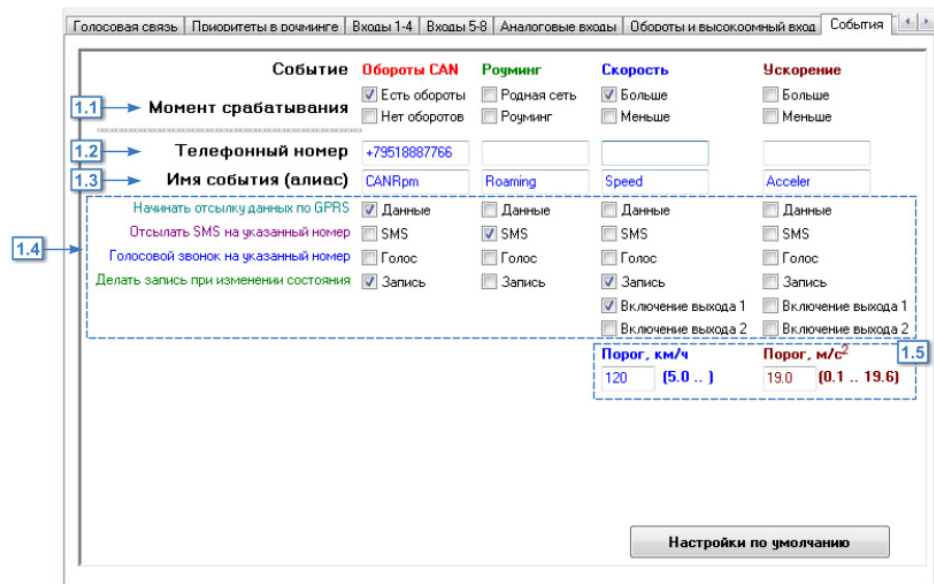 Голосовая связь Приоритеты в роуминге Входы 1-4 Входы 5-8 Аналоговые входы Обороты и высокоомный вход События
Событие Обороты CAN Роуминг Скорость Ускорение
1.1 Момент срабатывания
Есть обороты Родная сеть Больше Больше
Нет оборотов Роуминг Меньше Меньше
1.2 Телефонный номер +79518887766
1.3 Имя события (алиас) CANRpm Roaming Speed Acceler
Начинать отсылку данных по GPRS Данные Данные Данные Данные
Отсылать SMS на указанный номер SMS SMS SMS SMS
1.4 Голосовой звонок на указанный номер Голос Голос Голос Голос
Делать запись при изменении состояния Запись Запись Запись Запись
Включение выхода 1 Включение выхода 1
Включение выхода 2 Включение выхода 2
Порог, км/ч Порог, м/с² 1.5
120 (5.0 .. ) 19.0 (0.1 .. 19.6)
Настройки по умолчанию